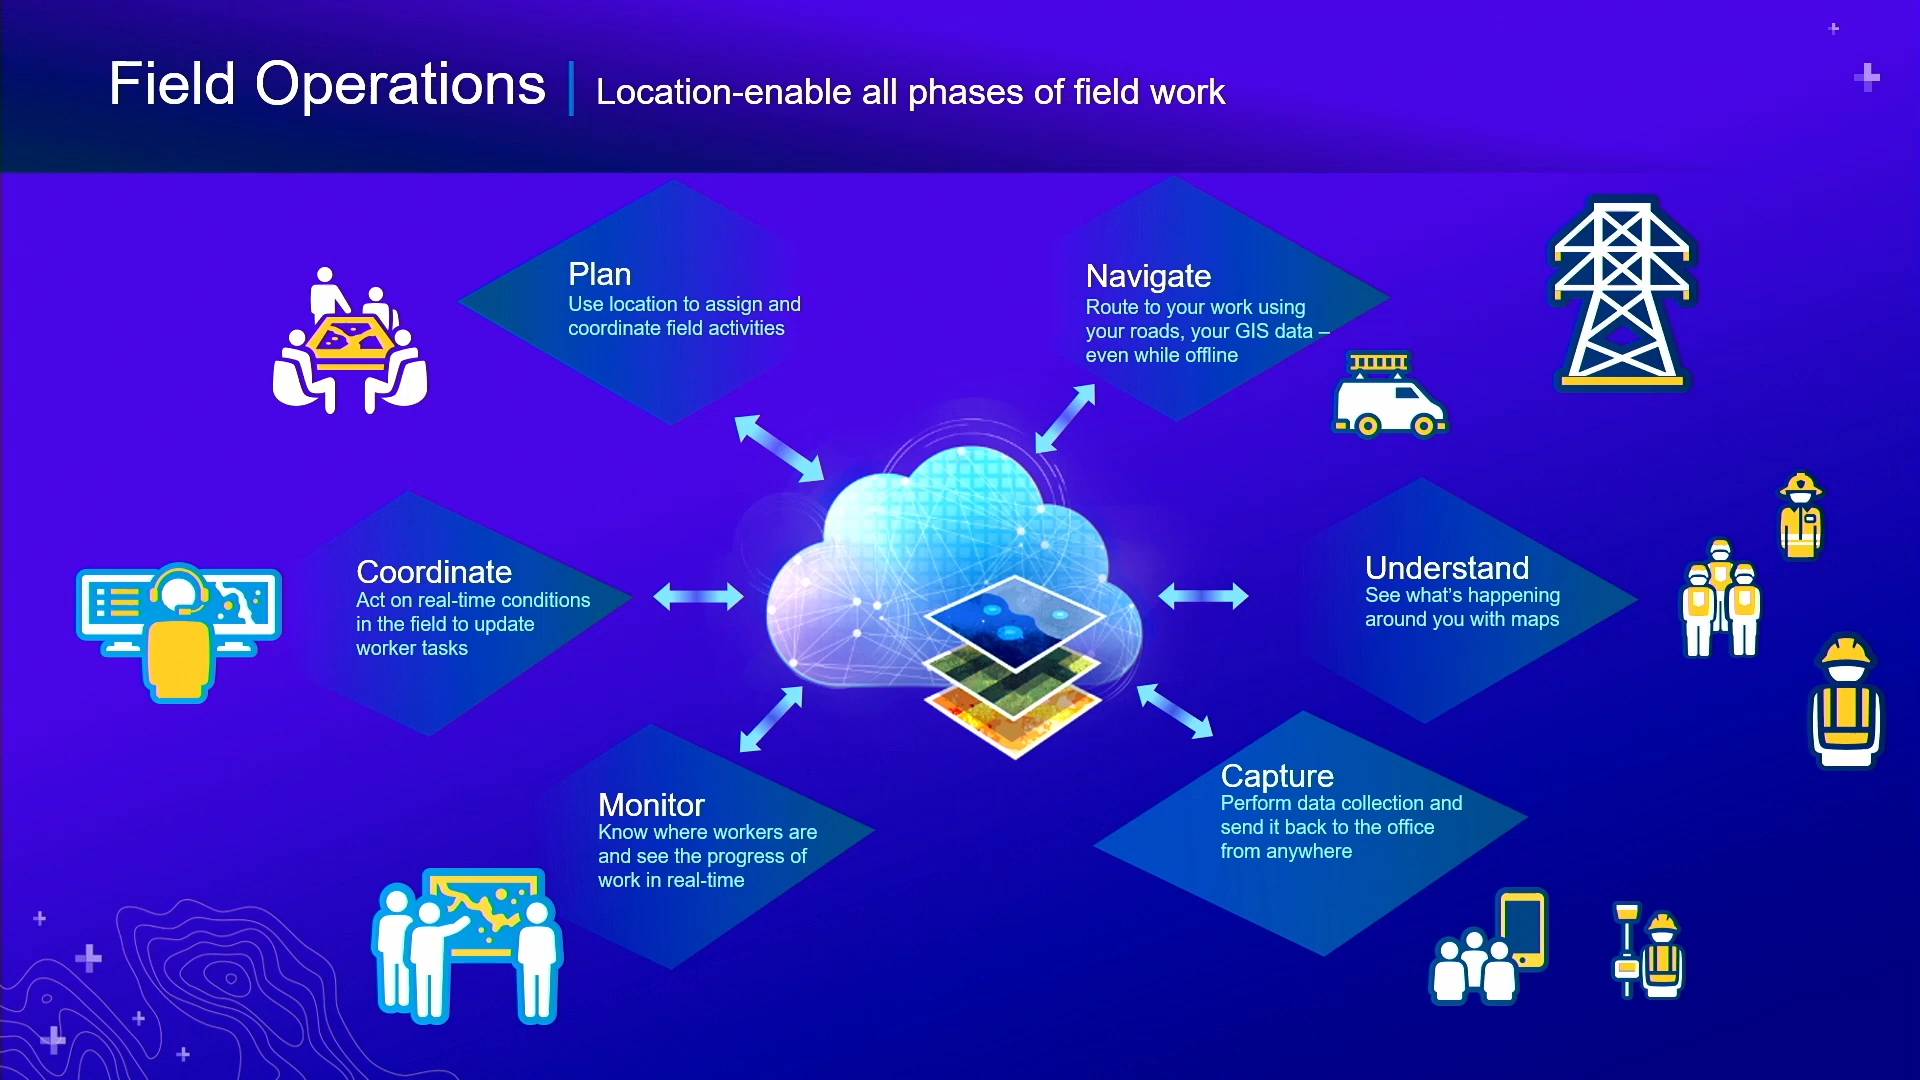 Field Operations | Location-enable all phases of field work
Plan
Use location to assign and
coordinate field activities
Navigate
Route to your work using
your roads, your GIS data –
even while offline
Coordinate
Act on real-time conditions
in the field to update
worker tasks
Understand
See what’s happening
around you with maps
Monitor
Know where workers are
and see the progress of
work in real-time
Capture
Perform data collection and
send it back to the office
from anywhere